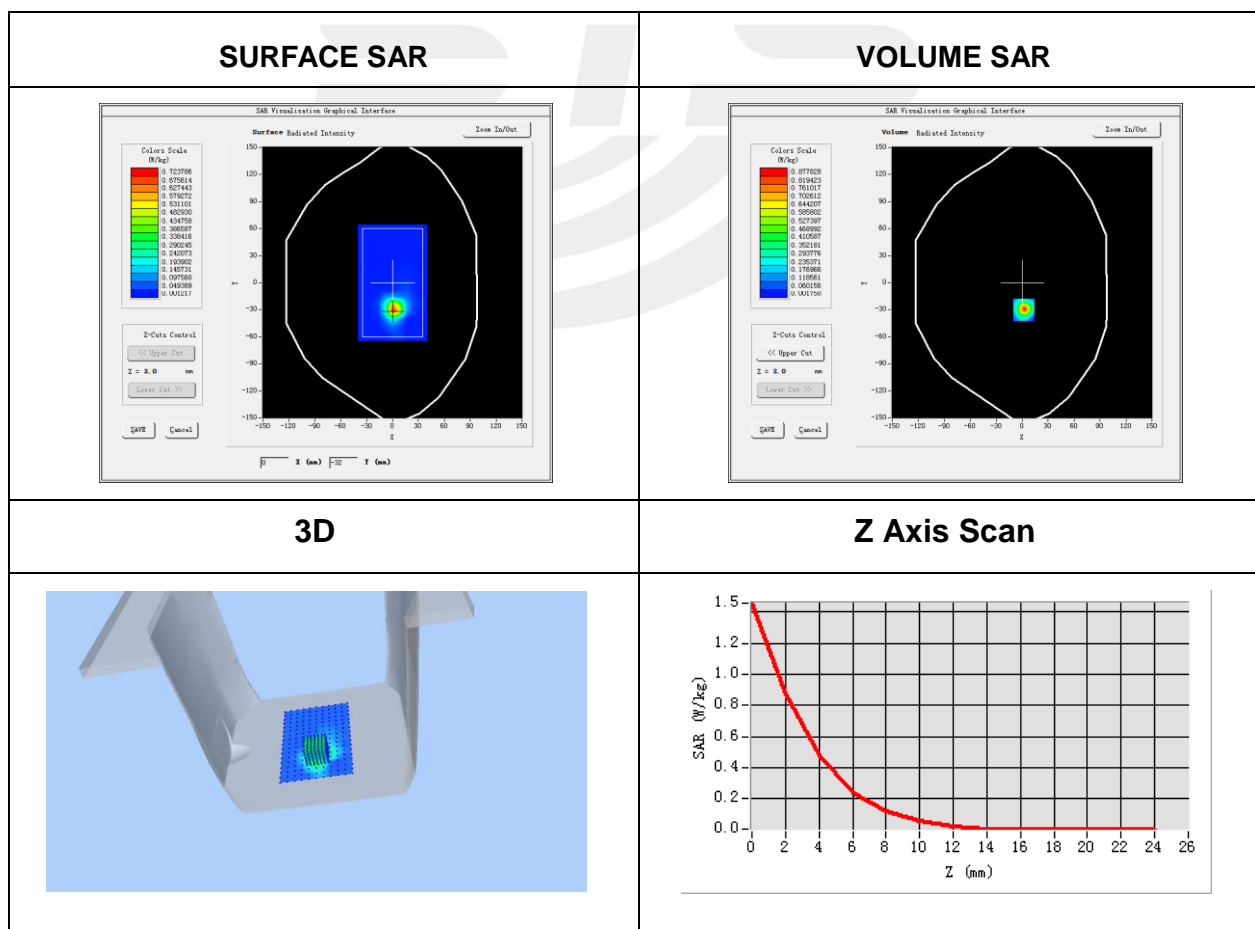 SURFACE SAR
VOLUME SAR
SAR Visualisation Graphical Interface
Surface Radiated Intensity
Zoom In/Out
Colors Scale
(W/kg)
0.723786
0.675614
0.627443
0.579272
0.531101
0.482930
0.434758
0.386587
0.338416
0.290245
0.242073
0.193902
0.145731
0.097560
0.049389
0.001217
Z-Cuts Control
<< Upper Cut
Z = 2.0 mm
Lower Cut >>
SAVE Cancel
150
120
90
60
30
0
-30
-60
-90
-120
-150
Y
-150 -120 -90 -60 -30 0 30 60 90 120 150
X
0 X (mm) -32 Y (mm)
SAR Visualisation Graphical Interface
Volume Radiated Intensity
Zoom In/Out
Colors Scale
(W/kg)
0.877828
0.819423
0.761017
0.702612
0.644207
0.585802
0.527397
0.468992
0.410587
0.352181
0.293776
0.235371
0.176966
0.118561
0.060156
0.001750
Z-Cuts Control
<< Upper Cut
Z = 2.0 mm
Lower Cut >>
SAVE Cancel
150
120
90
60
30
0
-30
-60
-90
-120
-150
Y
-150 -120 -90 -60 -30 0 30 60 90 120 150
X
3D
Z Axis Scan
1.5
1.2
1.0
0.8
0.6
0.4
0.2
0.0
SAR (W/kg)
0 2 4 6 8 10 12 14 16 18 20 22 24 26
Z (mm)